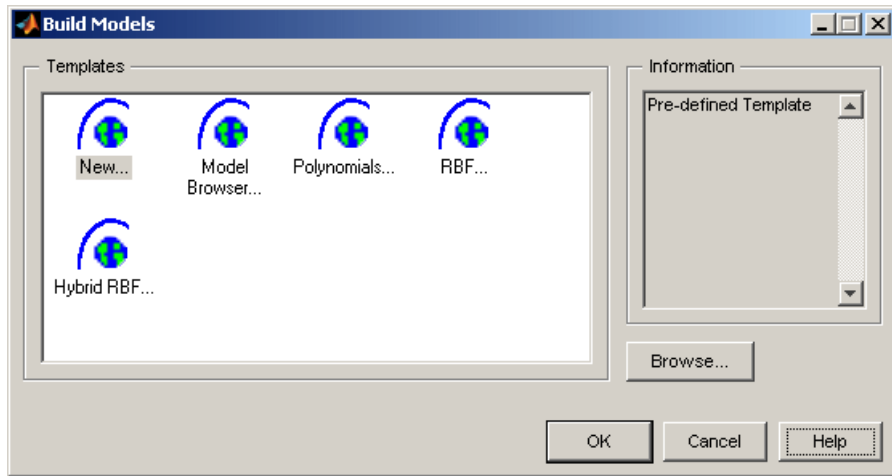 Build Models
Templates
New...
Model
Browser...
Polynomials...
RBF...
Hybrid RBF...
Information
Pre-defined Template
Browse...
OK
Cancel
Help